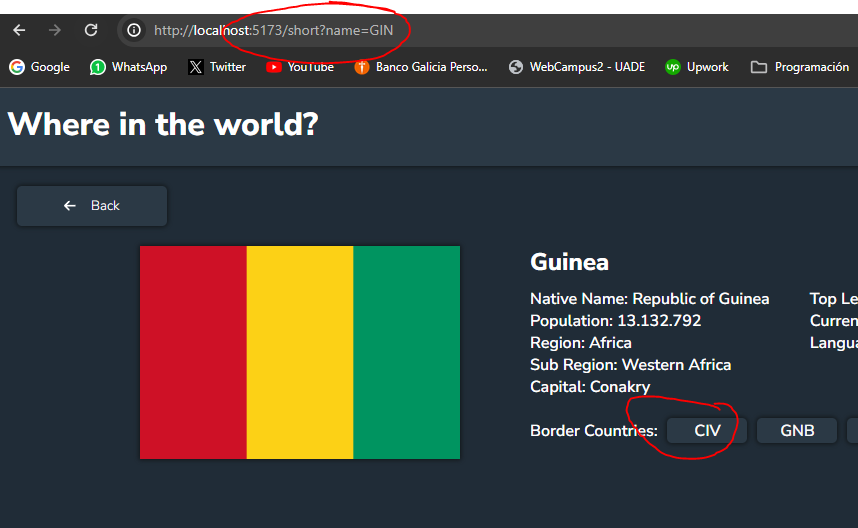 http://localhost:5173/short?name=GIN
Google WhatsApp Twitter YouTube Banco Galicia Perso... WebCampus2 - UADE Upwork Programación
Where in the world?
Back
Guinea
Native Name: Republic of Guinea Top Le
Population: 13.132.792 Curren
Region: Africa Langua
Sub Region: Western Africa
Capital: Conakry
Border Countries: CIV GNB